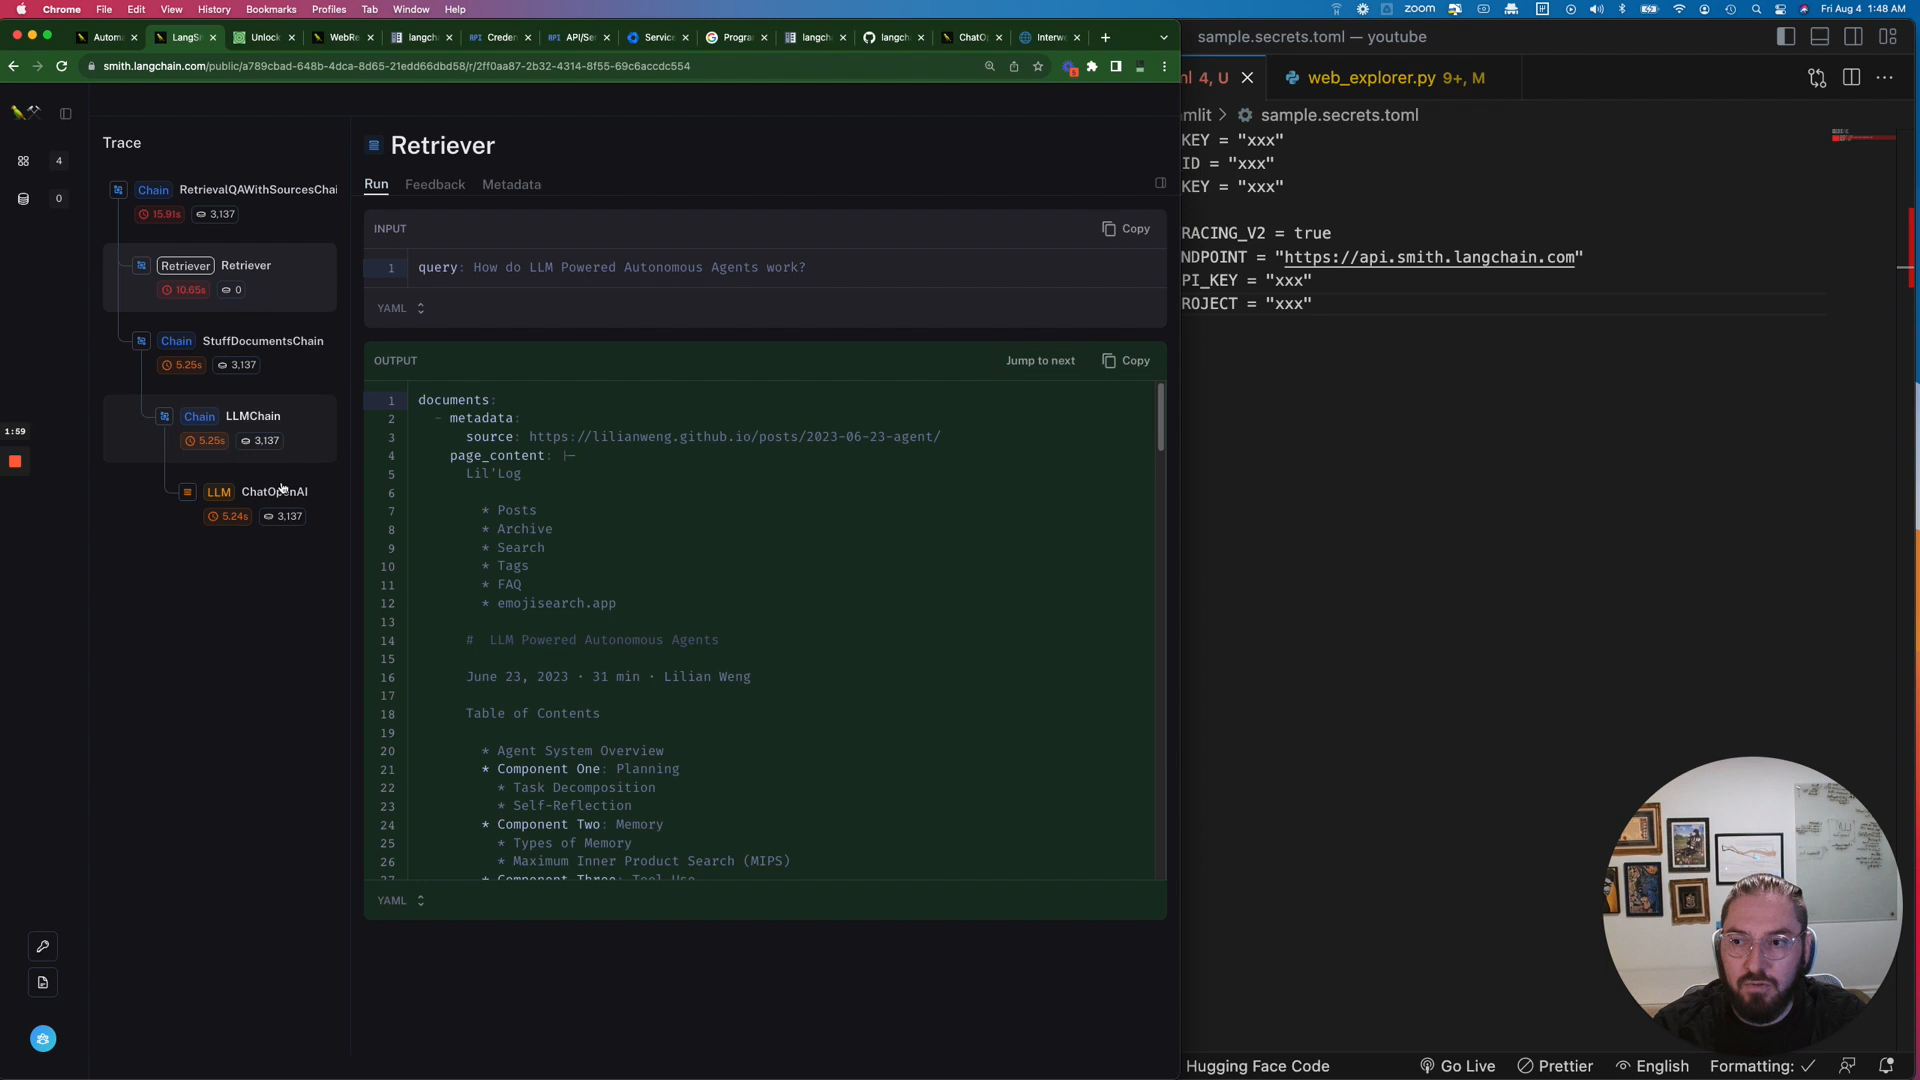 Chrome File Edit View History Bookmarks Profiles Tab Window Help
zoom Fri Aug 4 1:48 AM
Automa LangS Unlock WebRe langch Creden API/Se Service Progra langch langch ChatO Interw
smith.langchain.com/public/a789cbad-648b-4dca-8d65-21edd66dbd58/r/2ff0aa87-2b32-4314-8f55-69c6accdc554
4
0
1:59
Trace
Chain RetrievalQAWithSourcesChai
15.91s 3,137
Retriever Retriever
10.65s 0
Chain StuffDocumentsChain
5.25s 3,137
Chain LLMChain
5.25s 3,137
LLM ChatOpenAI
5.24s 3,137
Retriever
Run Feedback Metadata
INPUT Copy
1 query: How do LLM Powered Autonomous Agents work?
YAML
OUTPUT Jump to next Copy
1 documents:
2 - metadata:
3 source: https://lilianweng.github.io/posts/2023-06-23-agent/
4 page_content: |-
5 Lil'Log
6
7 * Posts
8 * Archive
9 * Search
10 * Tags
11 * FAQ
12 * emojisearch.app
13
14 # LLM Powered Autonomous Agents
15
16 June 23, 2023 · 31 min · Lilian Weng
17
18 Table of Contents
19
20 * Agent System Overview
21 * Component One: Planning
22 * Task Decomposition
23 * Self-Reflection
24 * Component Two: Memory
25 * Types of Memory
26 * Maximum Inner Product Search (MIPS)
27 * Component Three: Tool Use
YAML
sample.secrets.toml — youtube
ml 4, U web_explorer.py 9+, M
mlit > sample.secrets.toml
KEY = "xxx"
ID = "xxx"
KEY = "xxx"
RACING_V2 = true
NDPOINT = "https://api.smith.langchain.com"
PI_KEY = "xxx"
ROJECT = "xxx"
Hugging Face Code Go Live Prettier English Formatting: ✓